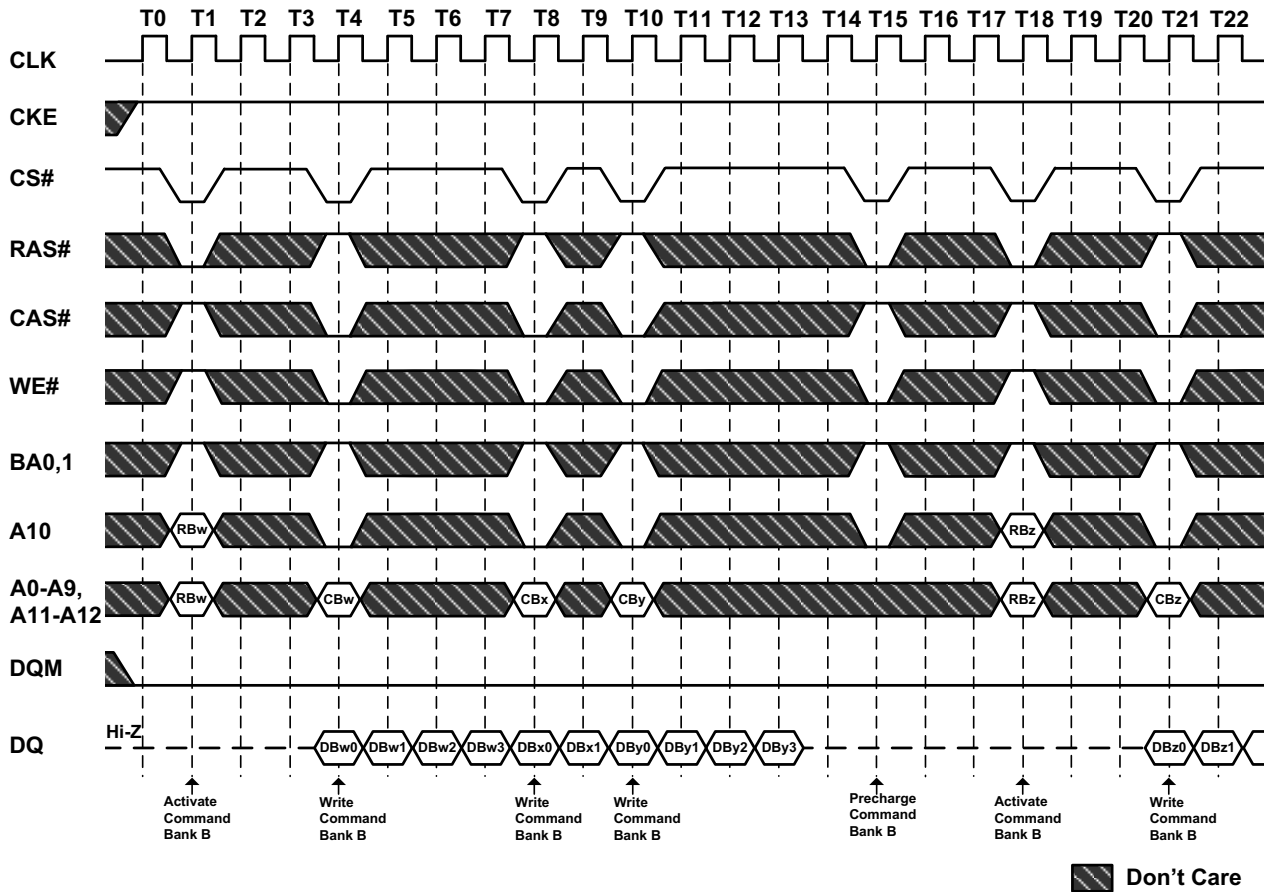 T0 T1 T2 T3 T4 T5 T6 T7 T8 T9 T10 T11 T12 T13 T14 T15 T16 T17 T18 T19 T20 T21 T22
CLK
CKE
CS#
RAS#
CAS#
WE#
BA0,1
A10
RBw
RBz
A0-A9,
A11-A12
RBw
CBw
CBx
CBy
RBz
CBz
DQM
DQ
Hi-Z
DBw0 DBw1 DBw2 DBw3 DBx0 DBx1 DBy0 DBy1 DBy2 DBy3
DBz0 DBz1
Activate
Command
Bank B
Write
Command
Bank B
Write
Command
Bank B
Write
Command
Bank B
Precharge
Command
Bank B
Activate
Command
Bank B
Write
Command
Bank B
Don't Care